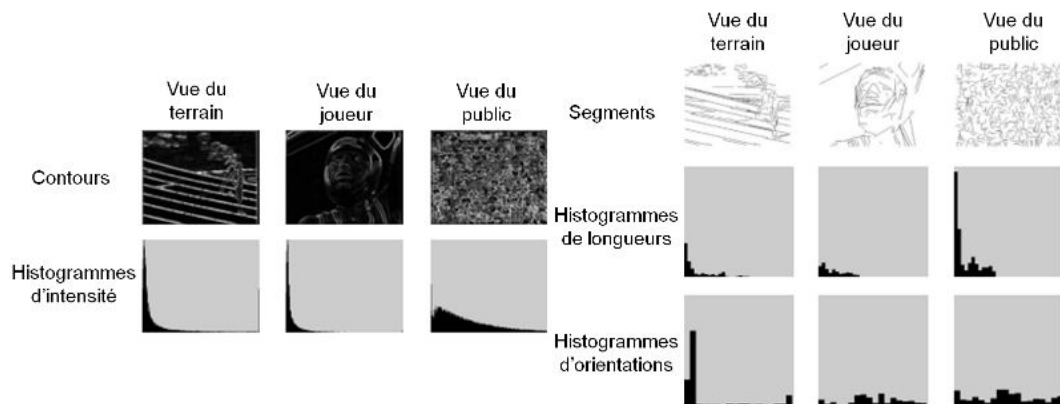 Vue du
terrain
Vue du
joueur
Vue du
public
Contours
Histogrammes
d'intensité
Vue du
terrain
Vue du
joueur
Vue du
public
Segments
Histogrammes
de longueurs
Histogrammes
d'orientations